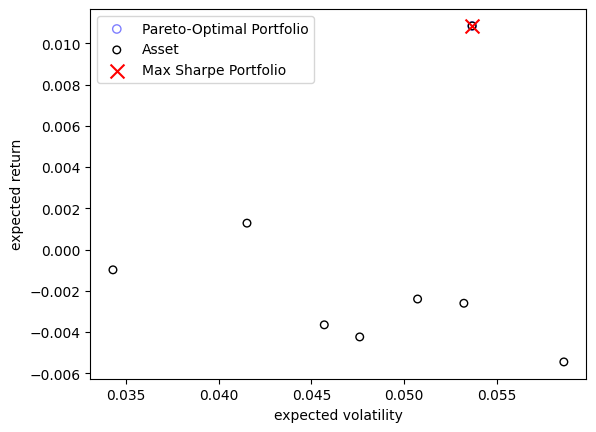 Pareto-Optimal Portfolio
Asset
Max Sharpe Portfolio
0.010
0.008
0.006
0.004
0.002
0.000
−0.002
−0.004
−0.006
expected return
0.035
0.040
0.045
0.050
0.055
expected volatility